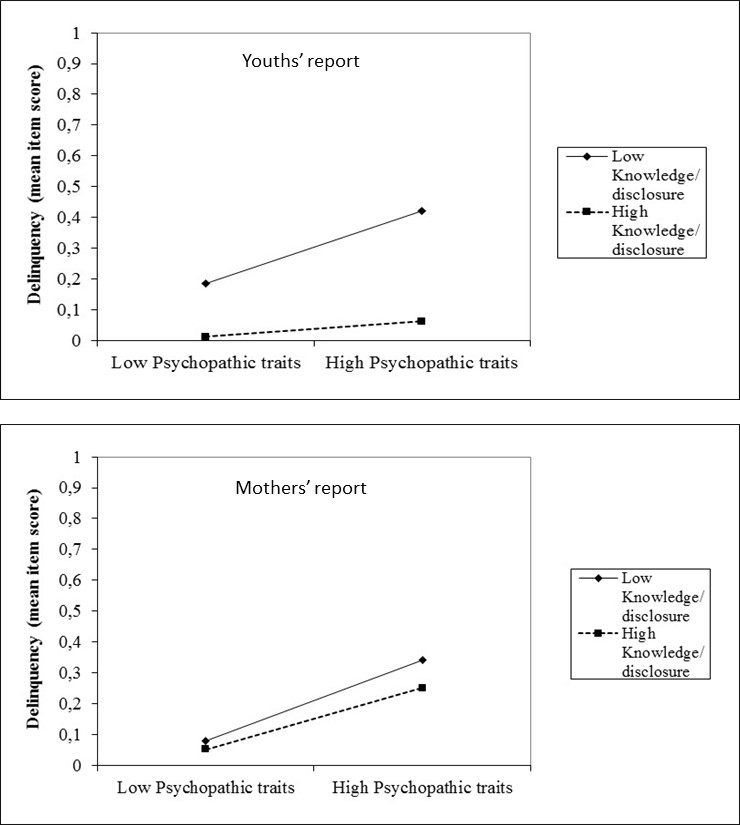 Youths' report
Delinquency (mean item score)
1
0,9
0,8
0,7
0,6
0,5
0,4
0,3
0,2
0,1
0
Low Psychopathic traits
High Psychopathic traits
Low
Knowledge/
disclosure
High
Knowledge/
disclosure
Mothers' report
Delinquency (mean item score)
1
0,9
0,8
0,7
0,6
0,5
0,4
0,3
0,2
0,1
0
Low Psychopathic traits
High Psychopathic traits
Low
Knowledge/
disclosure
High
Knowledge/
disclosure